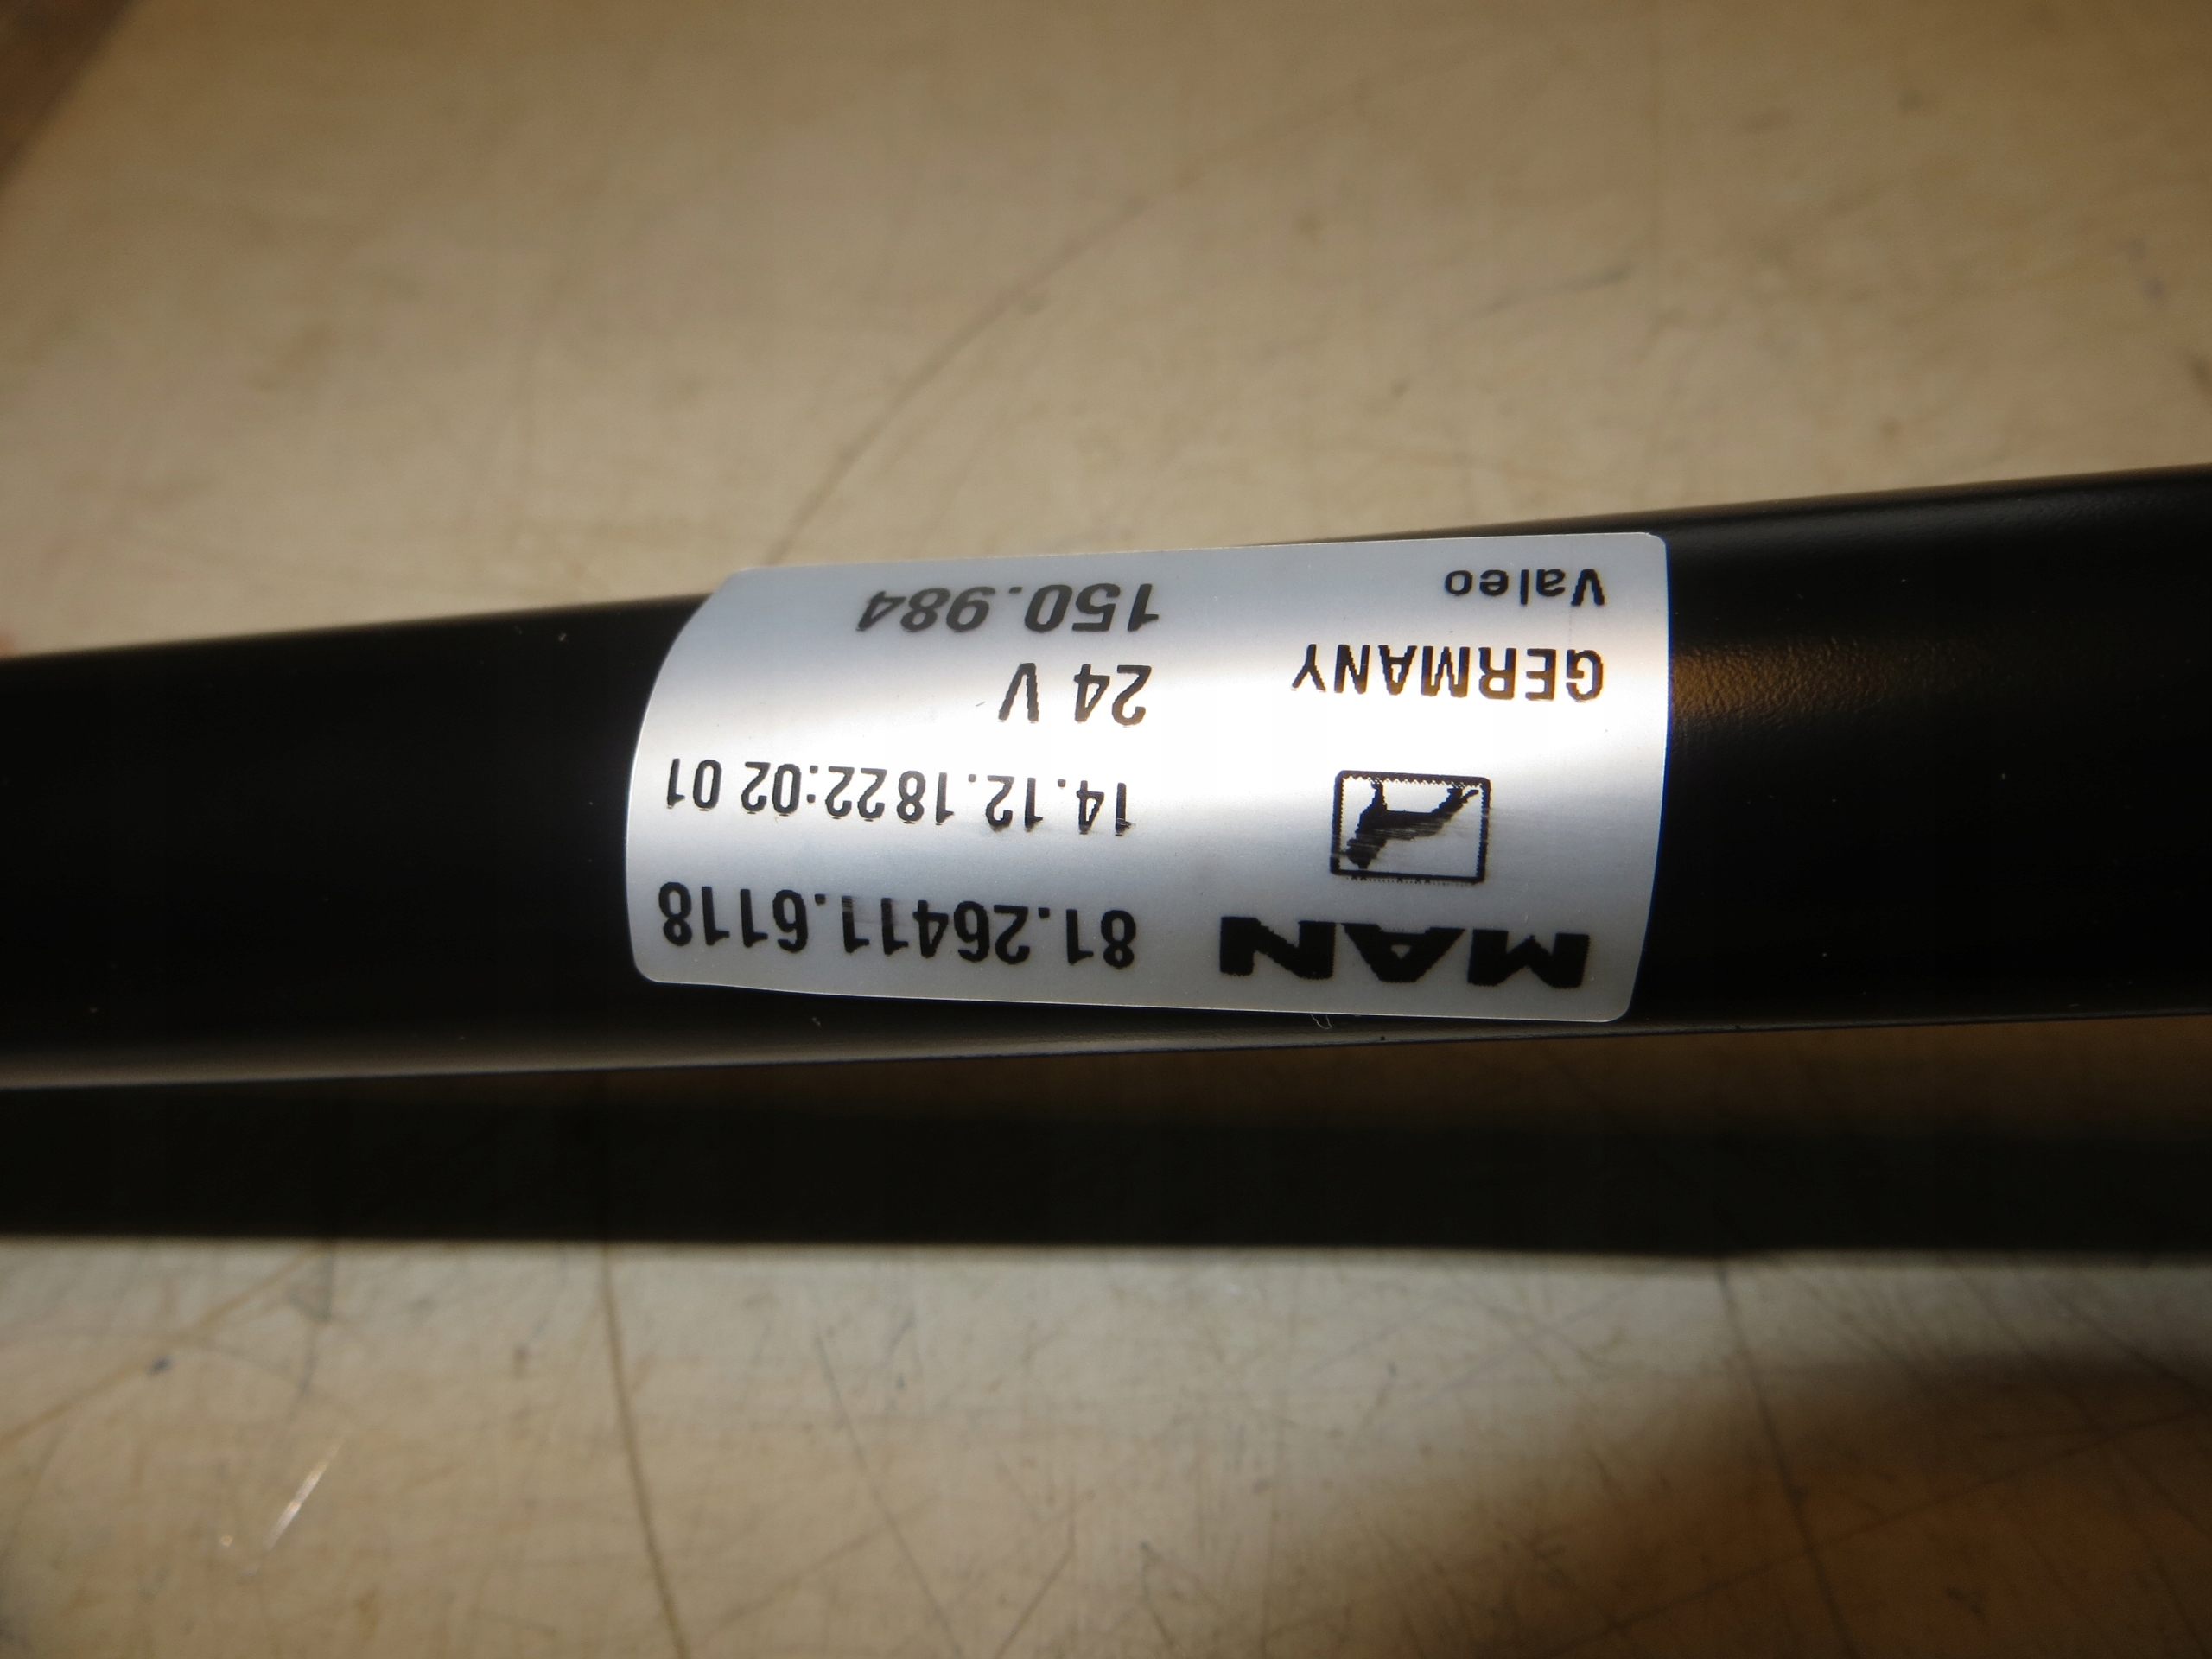 MAN 81.26411.6118
14.12.1822:02 01
GERMANY 24 V
Valeo 150.984